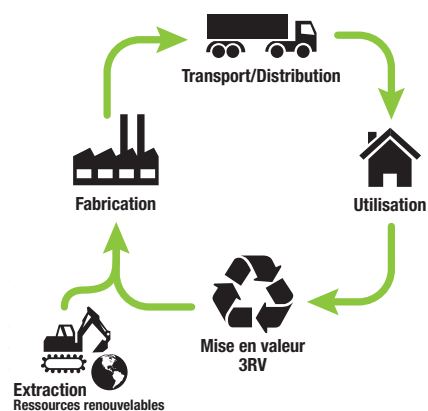 Transport/Distribution
Fabrication
Utilisation
Mise en valeur
3RV
Extraction
Ressources renouvelables